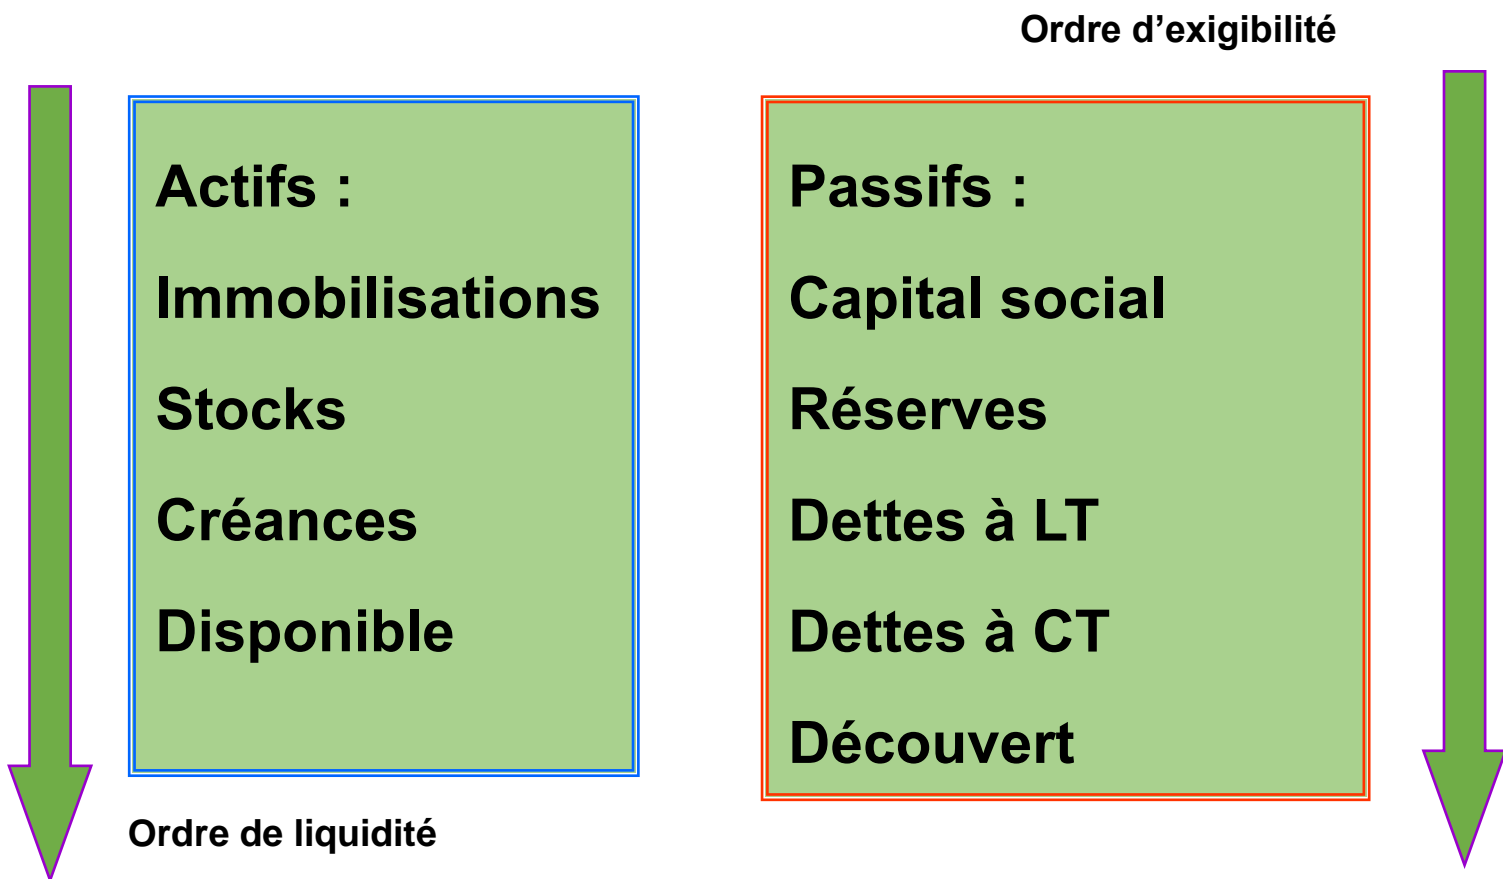 Ordre d’exigibilité
Actifs :
Immobilisations
Stocks
Créances
Disponible
Ordre de liquidité
Passifs :
Capital social
Réserves
Dettes à LT
Dettes à CT
Découvert